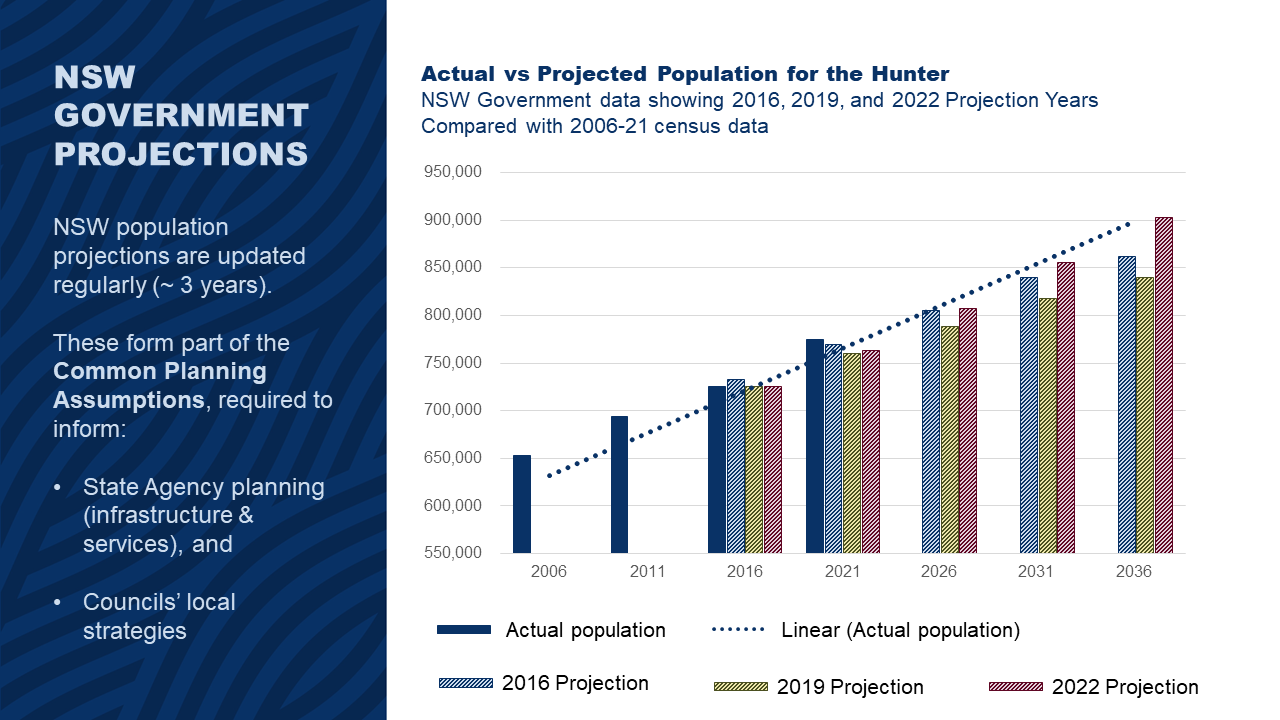 NSW
GOVERNMENT
PROJECTIONS
NSW population
projections are updated
regularly (~ 3 years).
These form part of the
Common Planning
Assumptions, required to
inform:
• State Agency planning
(infrastructure &
services), and
• Councils’ local
strategies
Actual vs Projected Population for the Hunter
NSW Government data showing 2016, 2019, and 2022 Projection Years
Compared with 2006-21 census data
950,000
900,000
850,000
800,000
750,000
700,000
650,000
600,000
550,000
2006 2011 2016 2021 2026 2031 2036
Actual population Linear (Actual population)
2016 Projection 2019 Projection 2022 Projection